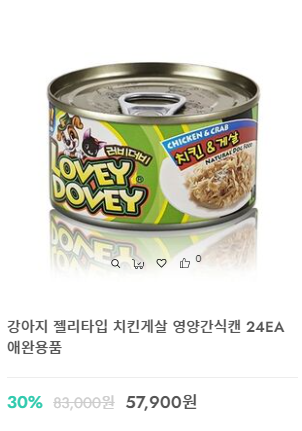 CHICKEN & CRAB
치킨 & 게살
NATURAL DOG FOOD
러비더비
LOVEY
DOVEY
0
강아지 젤리타입 치킨게살 영양간식캔 24EA
애완용품
30% 83,000원 57,900원